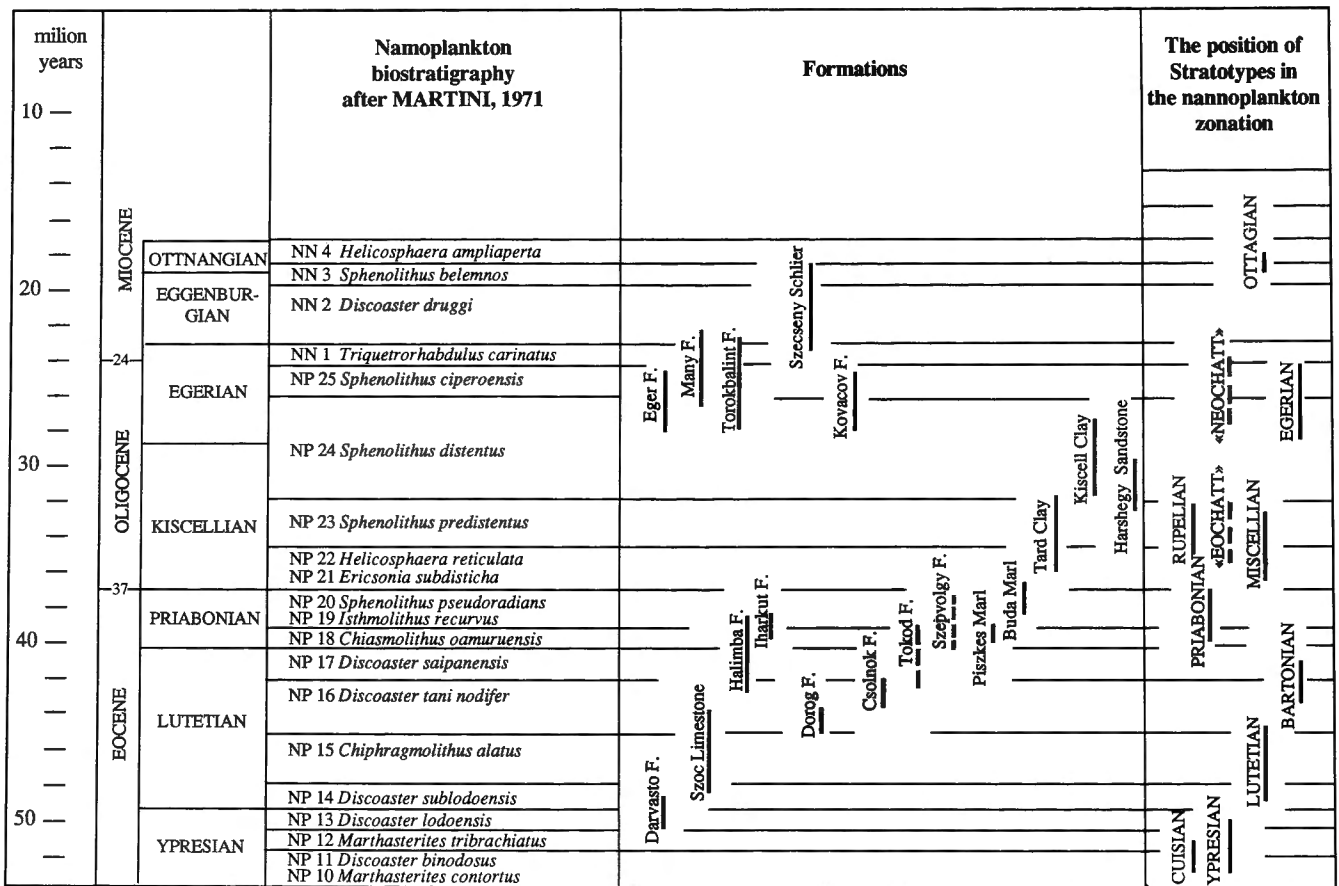 milion
years
10
20
30
40
50
MIOCENE
24
OLIGOCENE
37
EOCENE
OTTNANGIAN
EGGENBUR-
GIAN
EGERIAN
KISCELLIAN
PRIABONIAN
LUTETIAN
YPRESIAN
Namoplankton
biostratigraphy
after MARTINI, 1971
NN 4 Helicosphaera ampliaperta
NN 3 Sphenolithus belemnos
NN 2 Discoaster druggi
NN 1 Triquetrorhabdulus carinatus
NP 25 Sphenolithus ciperoensis
NP 24 Sphenolithus distentus
NP 23 Sphenolithus predistentus
NP 22 Helicosphaera reticulata
NP 21 Ericsonia subdisticha
NP 20 Sphenolithus pseudoradians
NP 19 Isthmolithus recurvus
NP 18 Chiasmolithus oamuruensis
NP 17 Discoaster saipanensis
NP 16 Discoaster tani nodifer
NP 15 Chiphragmolithus alatus
NP 14 Discoaster sublodoensis
NP 13 Discoaster lodoensis
NP 12 Marthasterites tribrachiatus
NP 11 Discoaster binodosus
NP 10 Marthasterites contortus
Formations
Darvasto F.
Eger F.
Szoc Limestone
Many F.
Torokbalint F.
Halimba F.
Iharkut F.
Szecseny Schlier
Dorog F.
Kovacov F.
Csolnok F.
Tokod F.
Szepvolgy F.
Piszkes Marl
Buda Marl
Tard Clay
Kiscell Clay
Harshegy Sandstone
The position of
Stratotypes in
the nannoplankton
zonation
OTTAGIAN
«NEOCHATT»
EGERIAN
RUPELIAN
«EOCHATT»
MISCELLIAN
PRIABONIAN
BARTONIAN
LUTETIAN
CUISIAN
YPRESIAN